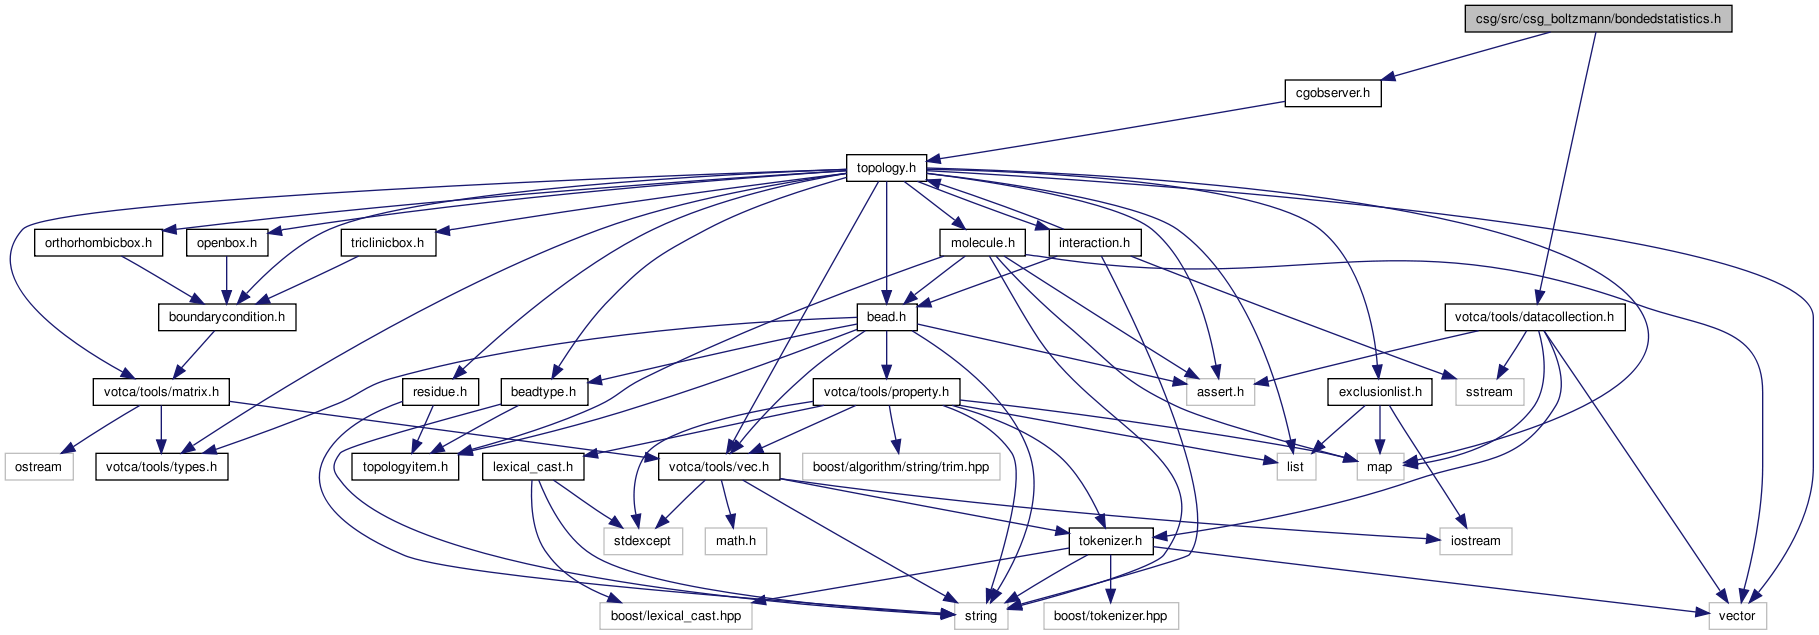 csg/src/csg_boltzmann/bondedstatistics.h
cgobserver.h
topology.h
orthorhombicbox.h
openbox.h
triclinicbox.h
molecule.h
interaction.h
boundarycondition.h
bead.h
votca/tools/datacollection.h
votca/tools/matrix.h
residue.h
beadtype.h
votca/tools/property.h
assert.h
exclusionlist.h
sstream
ostream
votca/tools/types.h
topologyitem.h
lexical_cast.h
votca/tools/vec.h
boost/algorithm/string/trim.hpp
list
map
stdexcept
math.h
tokenizer.h
iostream
boost/lexical_cast.hpp
string
boost/tokenizer.hpp
vector